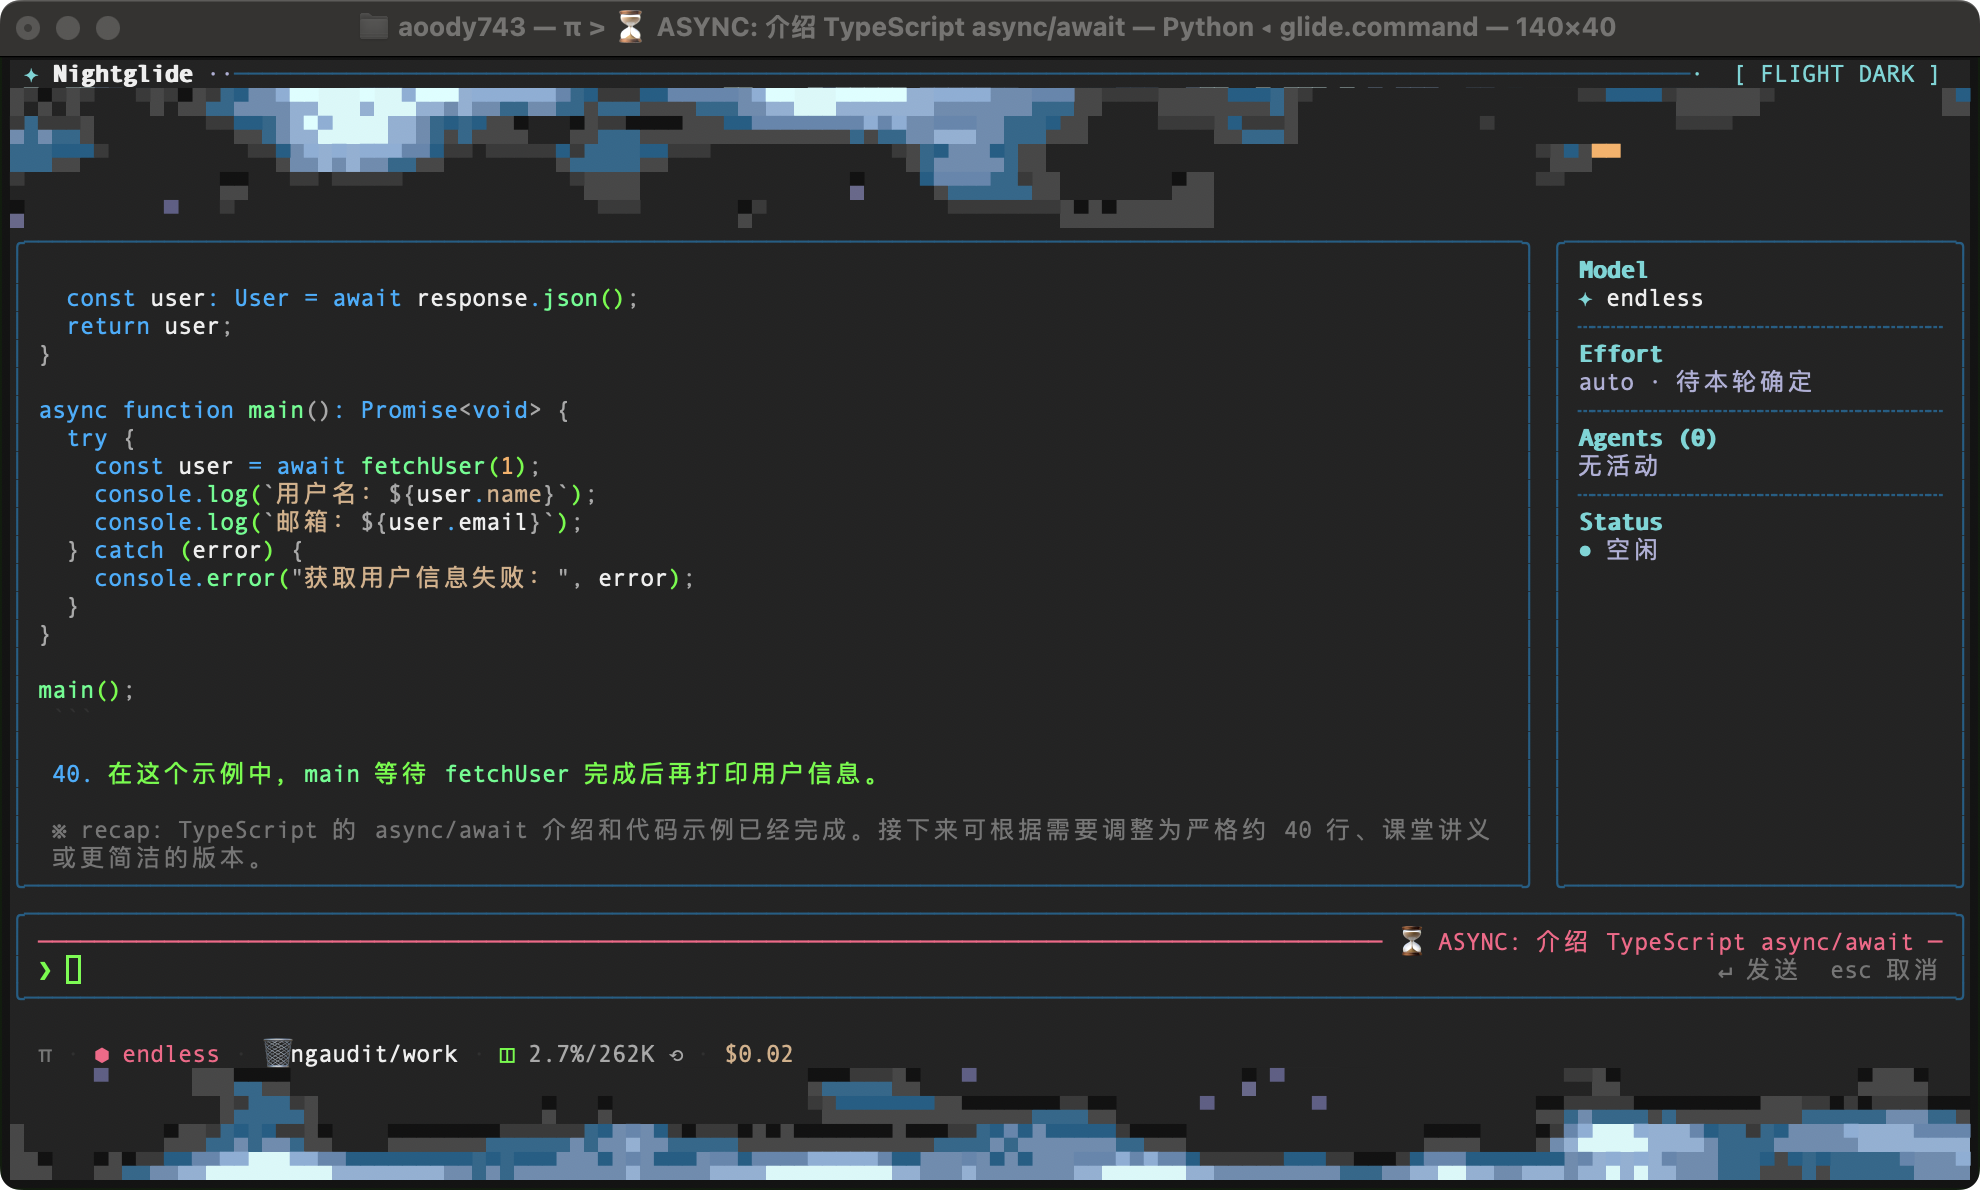 aoody743 — π > ⏳ ASYNC: 介绍 TypeScript async/await — Python ◂ glide.command — 140×40
✦ Nightglide ·· · [ FLIGHT DARK ]
const user: User = await response.json();
return user;
}
async function main(): Promise<void> {
try {
const user = await fetchUser(1);
console.log(`用户名：${user.name}`);
console.log(`邮箱：${user.email}`);
} catch (error) {
console.error("获取用户信息失败：", error);
}
}
main();
```
40. 在这个示例中，main 等待 fetchUser 完成后再打印用户信息。
※ recap: TypeScript 的 async/await 介绍和代码示例已经完成。接下来可根据需要调整为严格约 40 行、课堂讲义
或更简洁的版本。
Model
✦ endless
Effort
auto · 待本轮确定
Agents (0)
无活动
Status
● 空闲
⏳ ASYNC: 介绍 TypeScript async/await —
❯
↵ 发送 esc 取消
π · ⬢ endless · 🗑ngaudit/work · ◫ 2.7%/262K ⟲ · $0.02